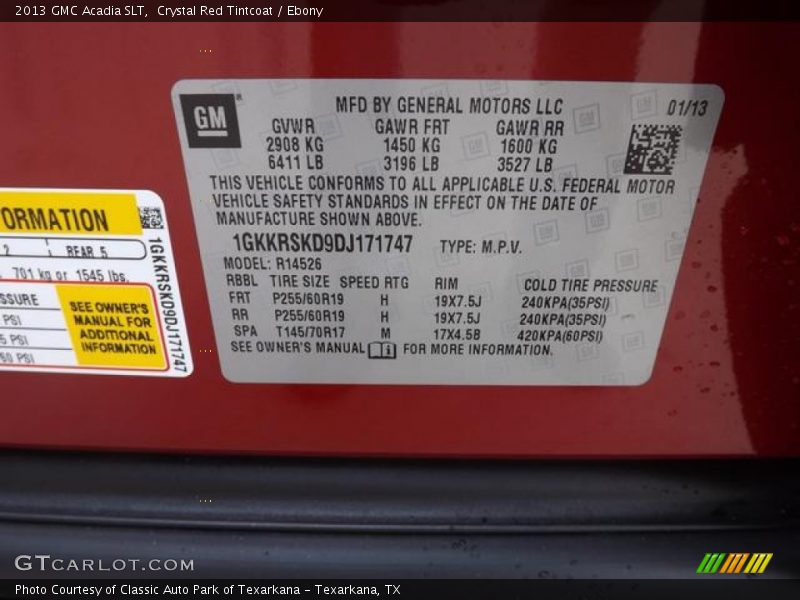 2013 GMC Acadia SLT, Crystal Red Tintcoat / Ebony
GM
MFD BY GENERAL MOTORS LLC 01/13
GVWR GAWR FRT GAWR RR
2908 KG 1450 KG 1600 KG
6411 LB 3196 LB 3527 LB
THIS VEHICLE CONFORMS TO ALL APPLICABLE U.S. FEDERAL MOTOR
VEHICLE SAFETY STANDARDS IN EFFECT ON THE DATE OF
MANUFACTURE SHOWN ABOVE.
1GKKRSKD9DJ171747 TYPE: M.P.V.
MODEL: R14526
RBBL TIRE SIZE SPEED RTG RIM COLD TIRE PRESSURE
FRT P255/60R19 H 19X7.5J 240KPA(35PSI)
RR P255/60R19 H 19X7.5J 240KPA(35PSI)
SPA T145/70R17 M 17X4.5B 420KPA(60PSI)
SEE OWNER'S MANUAL FOR MORE INFORMATION.
ORMATION
2 REAR 5
701 kg or 1545 lbs.
SSURE
PSI
5 PSI
60 PSI
SEE OWNER'S
MANUAL FOR
ADDITIONAL
INFORMATION
1GKKRSKD9DJ171747
GTCARLOT.COM
Photo Courtesy of Classic Auto Park of Texarkana - Texarkana, TX